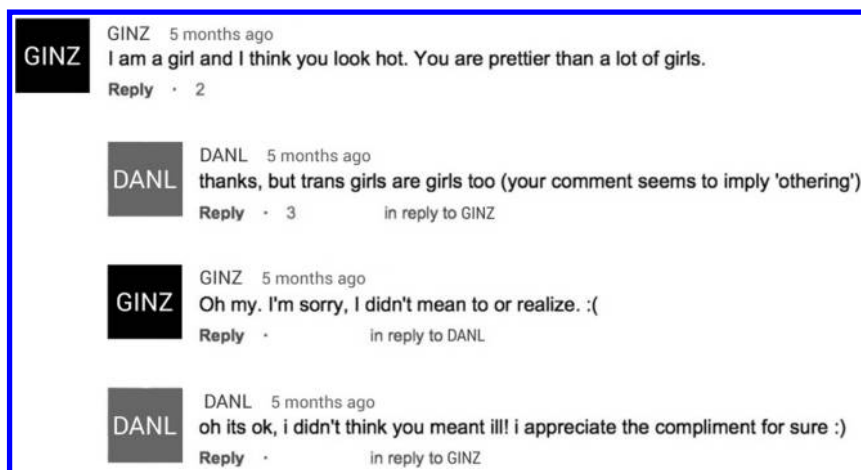 GINZ
GINZ 5 months ago
I am a girl and I think you look hot. You are prettier than a lot of girls.
Reply · 2
DANL
DANL 5 months ago
thanks, but trans girls are girls too (your comment seems to imply 'othering')
Reply · 3 in reply to GINZ
GINZ
GINZ 5 months ago
Oh my. I'm sorry, I didn't mean to or realize. :(
Reply · in reply to DANL
DANL
DANL 5 months ago
oh its ok, i didn't think you meant ill! i appreciate the compliment for sure :)
Reply · in reply to GINZ